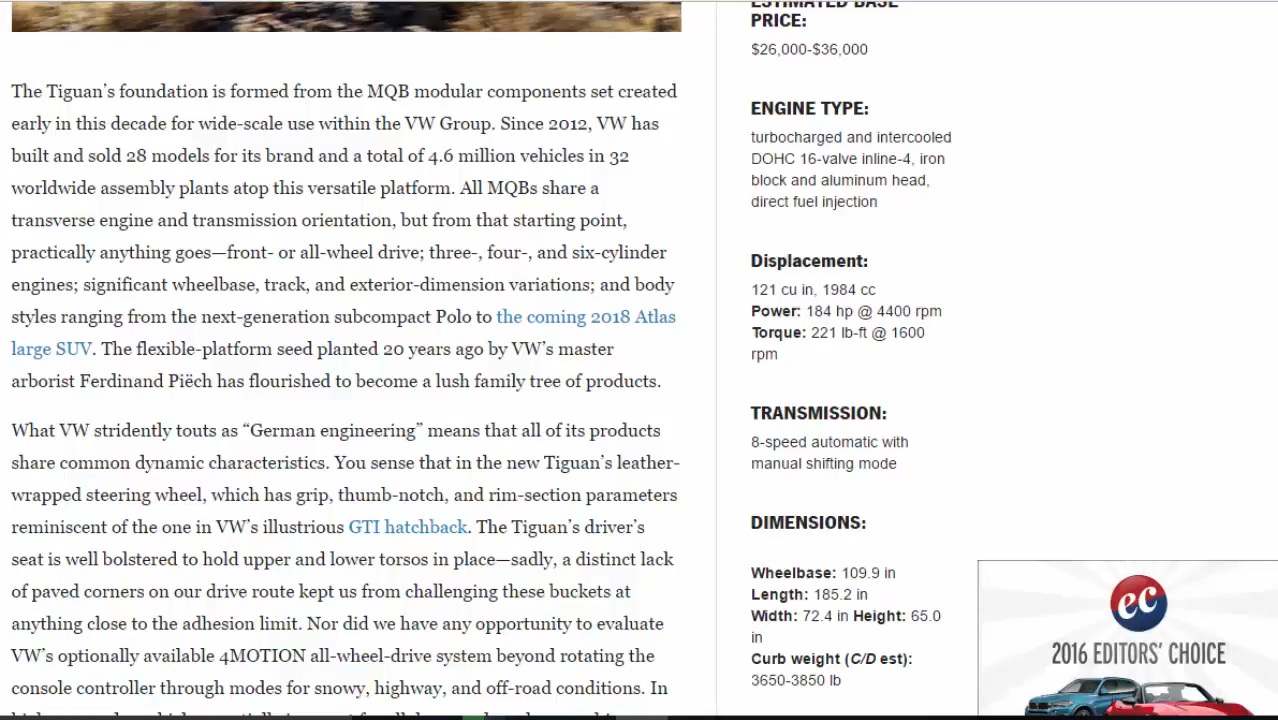 The Tiguan’s foundation is formed from the MQB modular components set created
early in this decade for wide-scale use within the VW Group. Since 2012, VW has
built and sold 28 models for its brand and a total of 4.6 million vehicles in 32
worldwide assembly plants atop this versatile platform. All MQBs share a
transverse engine and transmission orientation, but from that starting point,
practically anything goes—front- or all-wheel drive; three-, four-, and six-cylinder
engines; significant wheelbase, track, and exterior-dimension variations; and body
styles ranging from the next-generation subcompact Polo to the coming 2018 Atlas
large SUV. The flexible-platform seed planted 20 years ago by VW’s master
arborist Ferdinand Piëch has flourished to become a lush family tree of products.
What VW stridently touts as “German engineering” means that all of its products
share common dynamic characteristics. You sense that in the new Tiguan’s leather-
wrapped steering wheel, which has grip, thumb-notch, and rim-section parameters
reminiscent of the one in VW’s illustrious GTI hatchback. The Tiguan’s driver’s
seat is well bolstered to hold upper and lower torsos in place—sadly, a distinct lack
of paved corners on our drive route kept us from challenging these buckets at
anything close to the adhesion limit. Nor did we have any opportunity to evaluate
VW’s optionally available 4MOTION all-wheel-drive system beyond rotating the
console controller through modes for snowy, highway, and off-road conditions. In
ESTIMATED BASE
PRICE:
$26,000-$36,000
ENGINE TYPE:
turbocharged and intercooled
DOHC 16-valve inline-4, iron
block and aluminum head,
direct fuel injection
Displacement:
121 cu in, 1984 cc
Power: 184 hp @ 4400 rpm
Torque: 221 lb-ft @ 1600
rpm
TRANSMISSION:
8-speed automatic with
manual shifting mode
DIMENSIONS:
Wheelbase: 109.9 in
Length: 185.2 in
Width: 72.4 in Height: 65.0
in
Curb weight (C/D est):
3650-3850 lb
ec
2016 EDITORS’ CHOICE